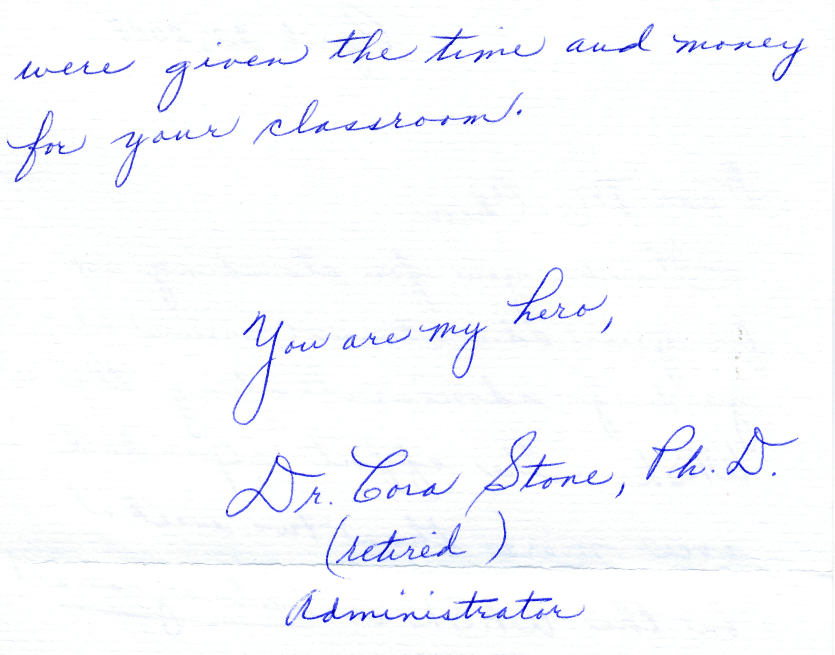 were given the time and money
for your classroom.
You are my hero,
Dr. Cora Stone, Ph. D.
(retired)
Administrator